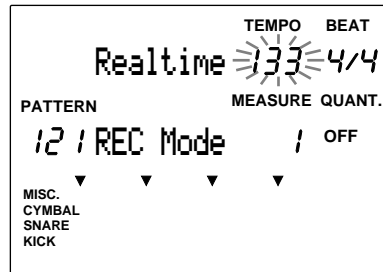 TEMPO BEAT
Realtime 133 4/4
PATTERN MEASURE QUANT.
121 REC Mode 1 OFF
MISC.
CYMBAL
SNARE
KICK